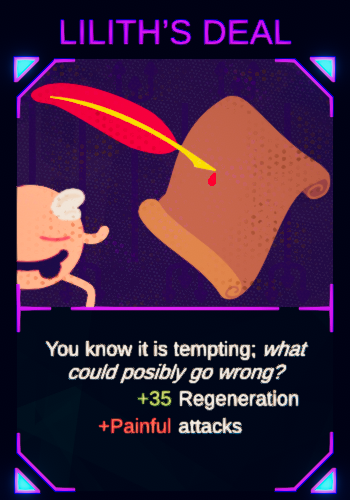 LILITH'S DEAL
You know it is tempting; what
could posibly go wrong?
+35 Regeneration
+Painful attacks